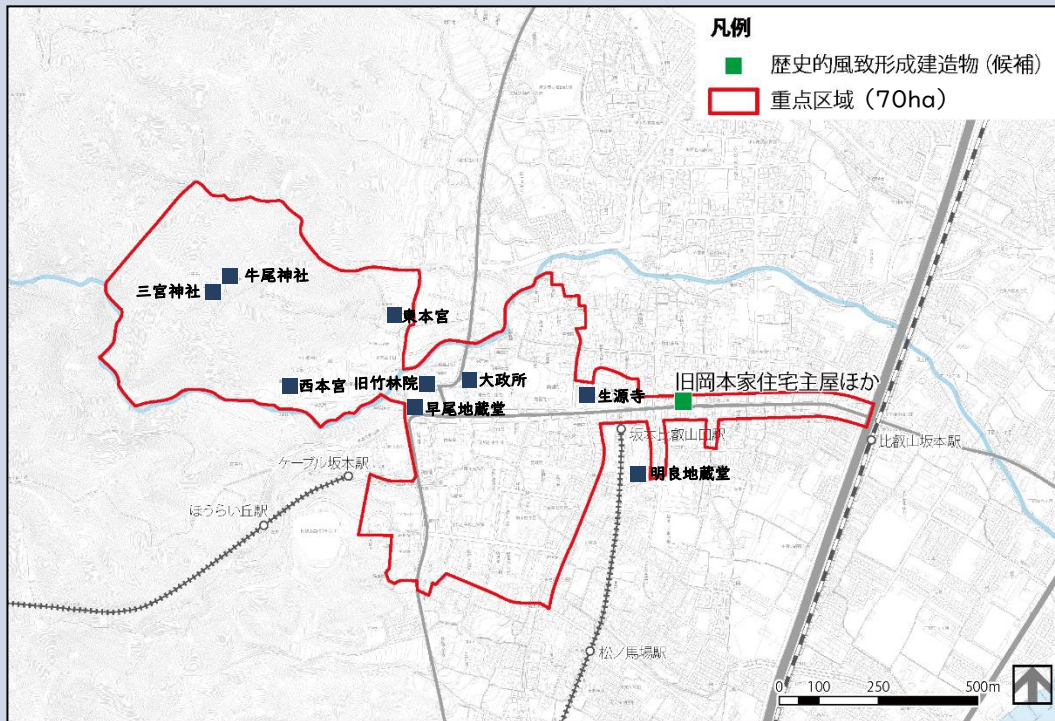 凡例
歴史的風致形成建造物（候補）
重点区域（70ha）
牛尾神社
三宮神社
東本宮
西本宮
旧竹林院
大政所
生源寺
旧岡本家住宅主屋ほか
早尾地蔵堂
坂本比叡山口駅
比叡山坂本駅
ケーブル坂本駅
明良地蔵堂
ほうらい丘駅
松ノ馬場駅
0 100 250 500m